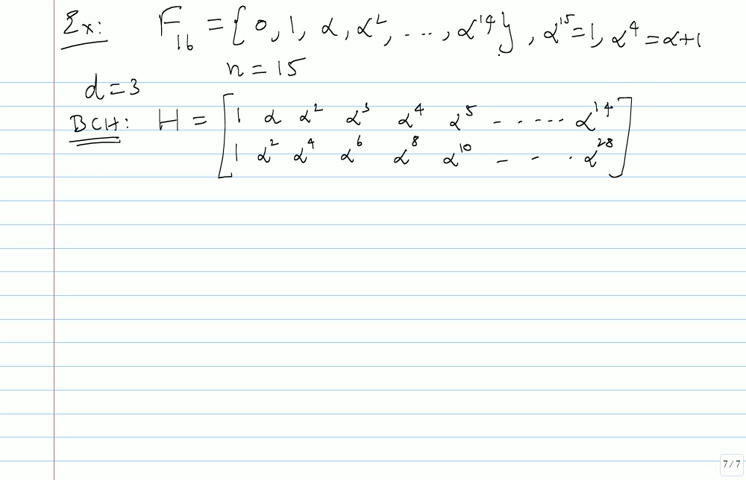 Ex: F₁₆ = {0, 1, α, α², ..., α¹⁴}, α¹⁵=1, α⁴=α+1
n=15
d=3
BCH: H = [1 α α² α³ α⁴ α⁵ ------- α¹⁴
1 α² α⁴ α⁶ α⁸ α¹⁰ - - · α²⁸]
7/7